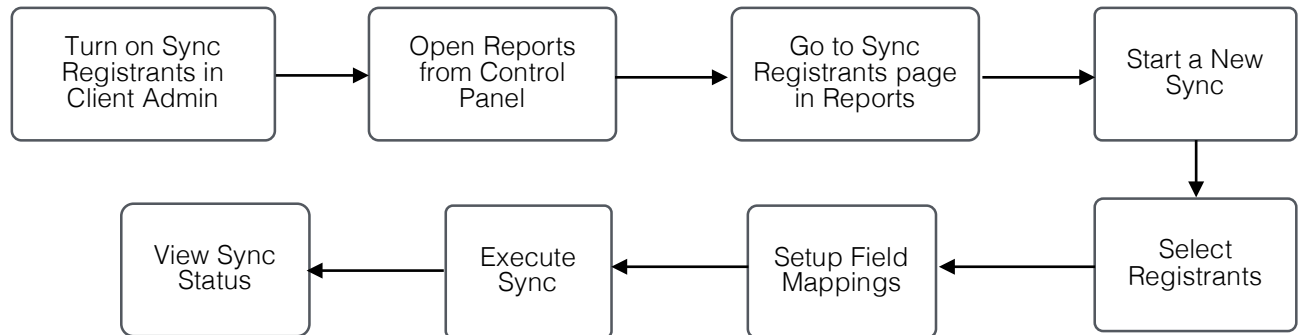 Turn on Sync
Registrants in
Client Admin
Open Reports
from Control
Panel
Go to Sync
Registrants page
in Reports
Start a New
Sync
Select
Registrants
Setup Field
Mappings
Execute
Sync
View Sync
Status